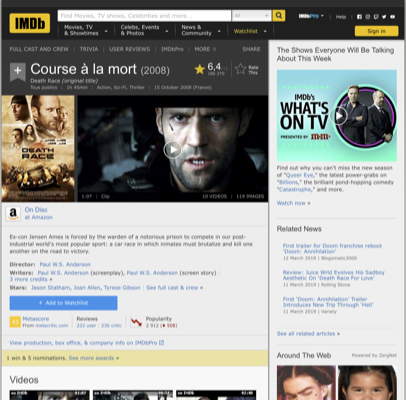 IMDb
Find Movies, TV shows, Celebrities and more...
All
IMDbPro
Help
Movies, TV & Showtimes
Celebs, Events & Photos
News & Community
Watchlist
Sign in
FULL CAST AND CREW | TRIVIA | USER REVIEWS | IMDbPro | MORE
SHARE
Course à la mort (2008)
Death Race (original title)
Tous publics | 1h 45min | Action, Sci-Fi, Thriller | 15 October 2008 (France)
6,4
Rate This
DEATH RACE
1:07 | Clip
10 VIDEOS | 119 IMAGES
On Disc
at Amazon
Ex-con Jensen Ames is forced by the warden of a notorious prison to compete in our post-
industrial world's most popular sport: a car race in which inmates must brutalize and kill one
another on the road to victory.
Director: Paul W.S. Anderson
Writers: Paul W.S. Anderson (screenplay), Paul W.S. Anderson (screen story) |
3 more credits »
Stars: Jason Statham, Joan Allen, Tyrese Gibson | See full cast & crew »
+ Add to Watchlist
43
Metascore
From metacritic.com
Reviews
222 user | 236 critic
Popularity
2 912 (508)
View production, box office, & company info on IMDbPro
1 win & 5 nominations. See more awards »
Videos
The Shows Everyone Will Be Talking
About This Week
IMDb's
WHAT'S
ON TV
PRESENTED BY
Find out why you can't miss the new season
of "Queer Eye," the latest power-grabs on
"Billions," the brilliant pond-hopping comedy
"Catastrophe," and more.
Watch now »
Related News
First trailer for Doom franchise reboot
'Doom: Annihilation'
12 March 2019 | Blogomatic3000
Review: Juice Wrld Evolves His Sadboy
Aesthetic On 'Death Race For Love'
11 March 2019 | Rolling Stone
First 'Doom: Annihilation' Trailer
Introduces New Trip Through 'Hell'
11 March 2019 | Variety
See all related articles »
Around The Web
Powered by ZergNet